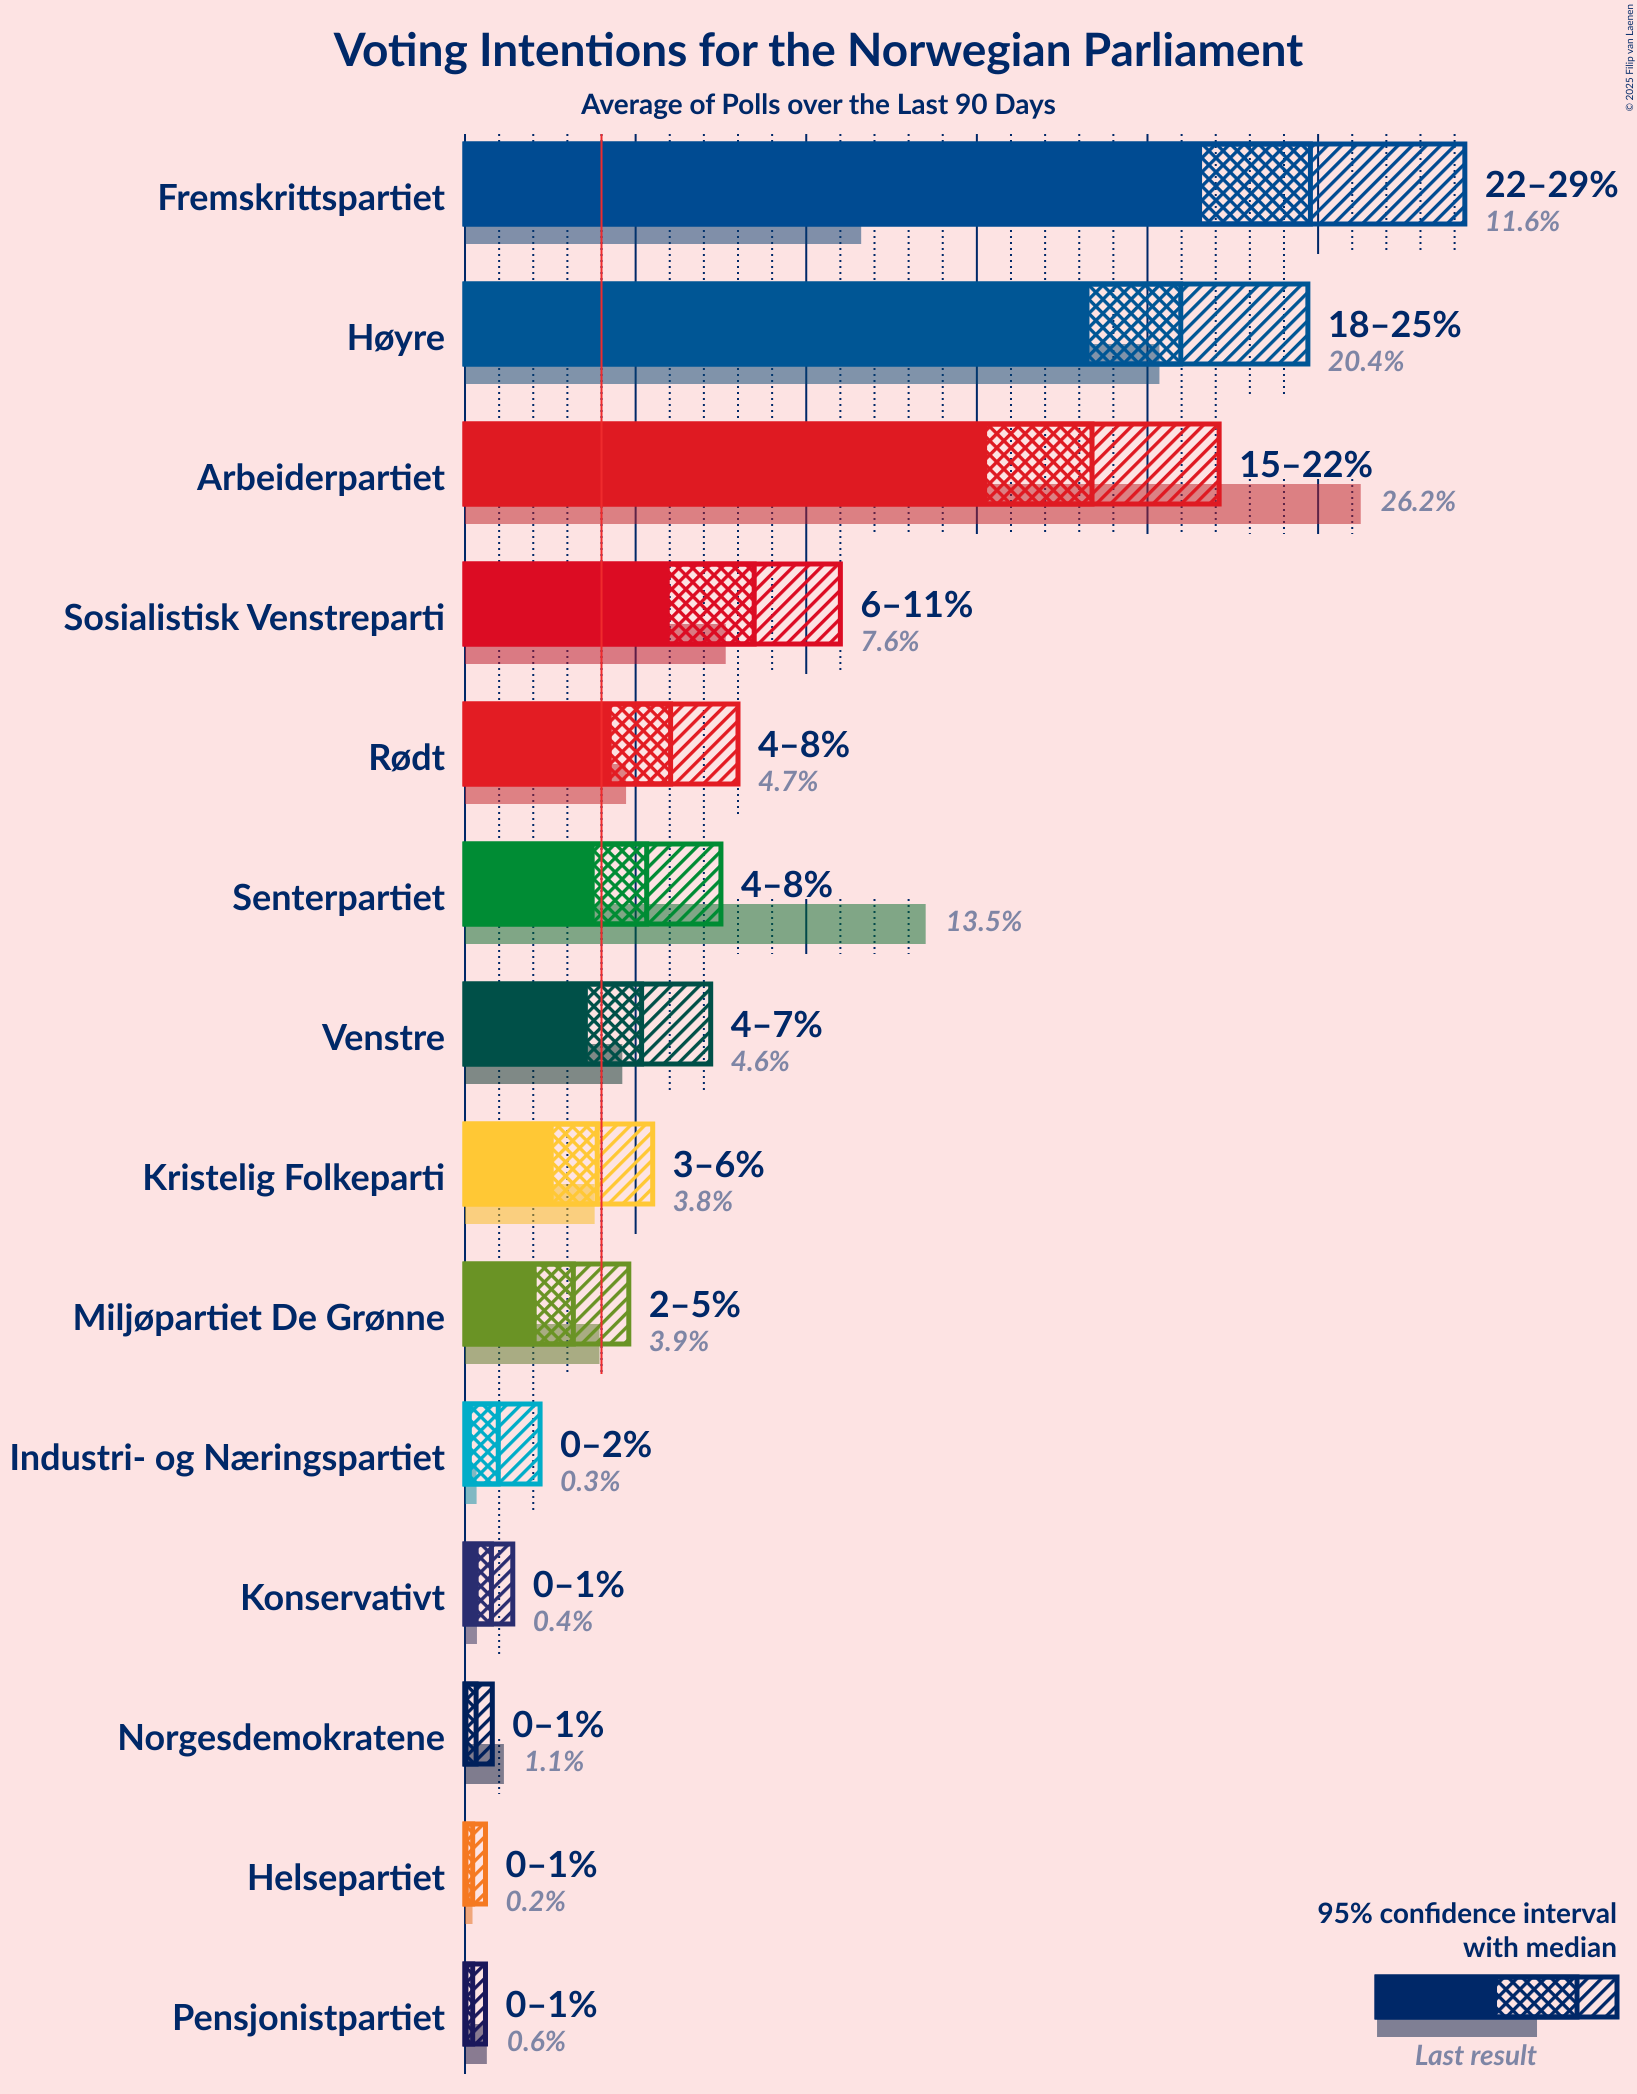 Voting Intentions for the Norwegian Parliament
Average of Polls over the Last 90 Days
© 2025 Filip van Laenen
Fremskrittspartiet
22–29%
11.6%
Høyre
18–25%
20.4%
Arbeiderpartiet
15–22%
26.2%
Sosialistisk Venstreparti
6–11%
7.6%
Rødt
4–8%
4.7%
Senterpartiet
4–8%
13.5%
Venstre
4–7%
4.6%
Kristelig Folkeparti
3–6%
3.8%
Miljøpartiet De Grønne
2–5%
3.9%
Industri- og Næringspartiet
0–2%
0.3%
Konservativt
0–1%
0.4%
Norgesdemokratene
0–1%
1.1%
Helsepartiet
0–1%
0.2%
Pensjonistpartiet
0–1%
0.6%
95% confidence interval
with median
Last result